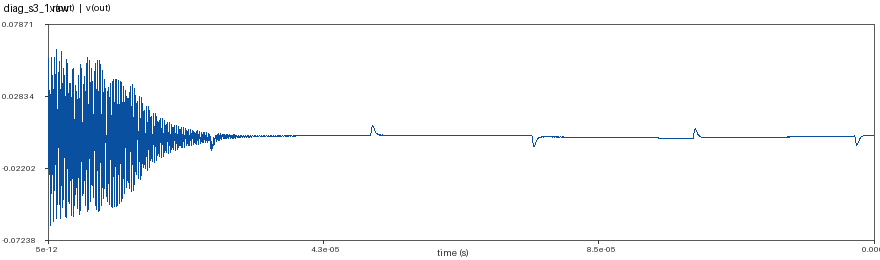 diag_s3_1.raw v(out) | v(out)
0.07871
0.02834
-0.02202
-0.07238
5e-12 4.3e-05 8.5e-05 0.000
time (s)